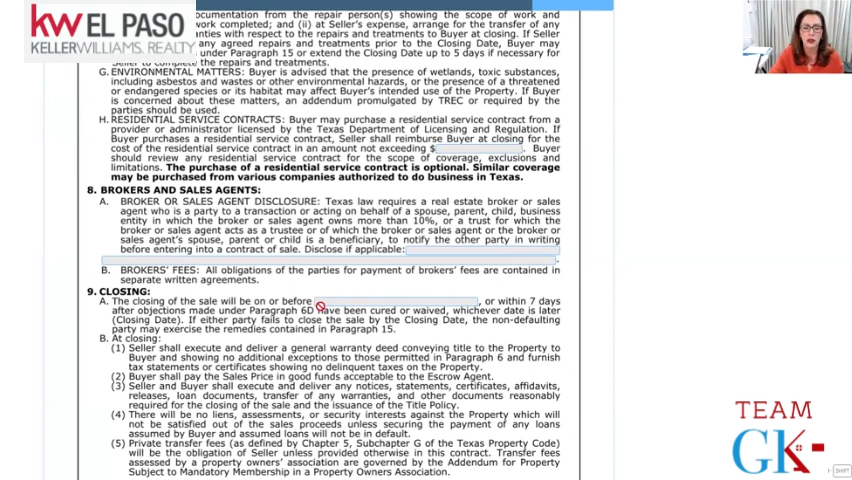 kw EL PASO
KELLERWILLIAMS. REALTY
ocumentation from the repair person(s) showing the scope of work and
work completed; and (ii) at Seller's expense, arrange for the transfer of any
nties with respect to the repairs and treatments to Buyer at closing. If Seller
any agreed repairs and treatments prior to the Closing Date, Buyer may
under Paragraph 15 or extend the Closing Date up to 5 days if necessary for
Seller to complete the repairs and treatments.
G. ENVIRONMENTAL MATTERS: Buyer is advised that the presence of wetlands, toxic substances,
including asbestos and wastes or other environmental hazards, or the presence of a threatened
or endangered species or its habitat may affect Buyer's intended use of the Property. If Buyer
is concerned about these matters, an addendum promulgated by TREC or required by the
parties should be used.
H. RESIDENTIAL SERVICE CONTRACTS: Buyer may purchase a residential service contract from a
provider or administrator licensed by the Texas Department of Licensing and Regulation. If
Buyer purchases a residential service contract, Seller shall reimburse Buyer at closing for the
cost of the residential service contract in an amount not exceeding $ . Buyer
should review any residential service contract for the scope of coverage, exclusions and
limitations. The purchase of a residential service contract is optional. Similar coverage
may be purchased from various companies authorized to do business in Texas.
8. BROKERS AND SALES AGENTS:
A. BROKER OR SALES AGENT DISCLOSURE: Texas law requires a real estate broker or sales
agent who is a party to a transaction or acting on behalf of a spouse, parent, child, business
entity in which the broker or sales agent owns more than 10%, or a trust for which the
broker or sales agent acts as a trustee or of which the broker or sales agent or the broker or
sales agent's spouse, parent or child is a beneficiary, to notify the other party in writing
before entering into a contract of sale. Disclose if applicable:
.
B. BROKERS' FEES: All obligations of the parties for payment of brokers' fees are contained in
separate written agreements.
9. CLOSING:
A. The closing of the sale will be on or before , or within 7 days
after objections made under Paragraph 6D have been cured or waived, whichever date is later
(Closing Date). If either party fails to close the sale by the Closing Date, the non-defaulting
party may exercise the remedies contained in Paragraph 15.
B. At closing:
(1) Seller shall execute and deliver a general warranty deed conveying title to the Property to
Buyer and showing no additional exceptions to those permitted in Paragraph 6 and furnish
tax statements or certificates showing no delinquent taxes on the Property.
(2) Buyer shall pay the Sales Price in good funds acceptable to the Escrow Agent.
(3) Seller and Buyer shall execute and deliver any notices, statements, certificates, affidavits,
releases, loan documents, transfer of any warranties, and other documents reasonably
required for the closing of the sale and the issuance of the Title Policy.
(4) There will be no liens, assessments, or security interests against the Property which will
not be satisfied out of the sales proceeds unless securing the payment of any loans
assumed by Buyer and assumed loans will not be in default.
(5) Private transfer fees (as defined by Chapter 5, Subchapter G of the Texas Property Code)
will be the obligation of Seller unless provided otherwise in this contract. Transfer fees
assessed by a property owners' association are governed by the Addendum for Property
Subject to Mandatory Membership in a Property Owners Association.
TEAM
GK
SHIFT